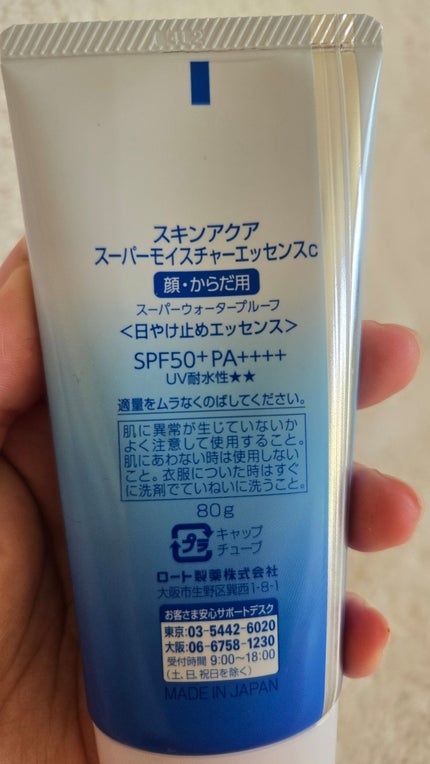 スキンアクア
スーパーモイスチャーエッセンスc
顔・からだ用
スーパーウォータープルーフ
＜日やけ止めエッセンス＞
SPF50+PA++++
UV耐水性★★
適量をムラなくのばしてください。
肌に異常が生じていないか
よく注意して使用すること。
肌にあわない時は使用しない
こと。衣服についた時はすぐ
に洗剤でていねいに洗うこと。
80g
プラ
キャップ
チューブ
ロート製薬株式会社
大阪市生野区巽西1-8-1
お客さま安心サポートデスク
東京:03-5442-6020
大阪:06-6758-1230
受付時間 9:00~18:00
(土、日、祝日を除く)
MADE IN JAPAN